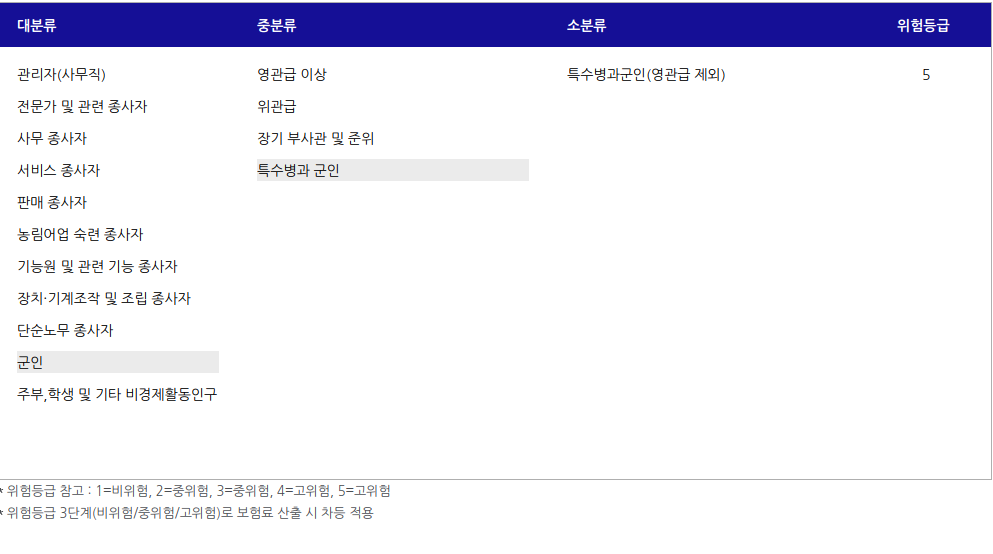 대분류 중분류 소분류 위험등급
관리자(사무직) 영관급 이상 특수병과군인(영관급 제외) 5
전문가 및 관련 종사자 위관급
사무 종사자 장기 부사관 및 준위
서비스 종사자 특수병과 군인
판매 종사자
농림어업 숙련 종사자
기능원 및 관련 기능 종사자
장치·기계조작 및 조립 종사자
단순노무 종사자
군인
주부,학생 및 기타 비경제활동인구
* 위험등급 참고 : 1=비위험, 2=중위험, 3=중위험, 4=고위험, 5=고위험
* 위험등급 3단계(비위험/중위험/고위험)로 보험료 산출 시 차등 적용